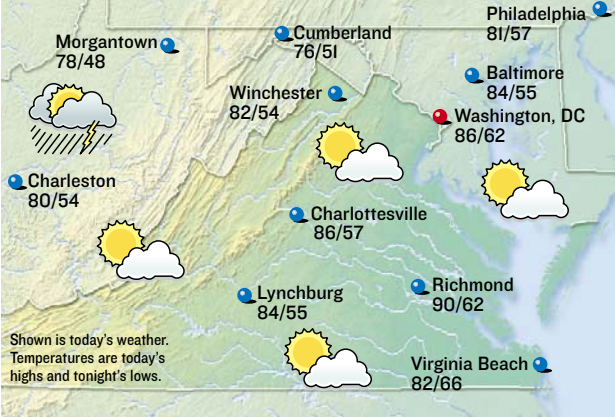 Philadelphia
81/57
Cumberland
76/51
Morgantown
78/48
Baltimore
84/55
Winchester
82/54
Washington, DC
86/62
Charleston
80/54
Charlottesville
86/57
Richmond
90/62
Lynchburg
84/55
Shown is today's weather.
Temperatures are today's
highs and tonight's lows.
Virginia Beach
82/66